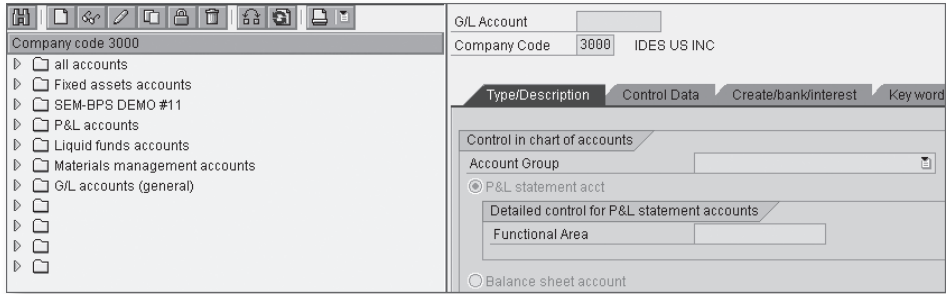 Company code 3000
all accounts
Fixed assets accounts
SEM-BPS DEMO #11
P&L accounts
Liquid funds accounts
Materials management accounts
G/L accounts (general)
G/L Account
Company Code 3000 IDES US INC
Type/Description Control Data Create/bank/interest Key word
Control in chart of accounts
Account Group
P&L statement acct
Detailed control for P&L statement accounts
Functional Area
Balance sheet account